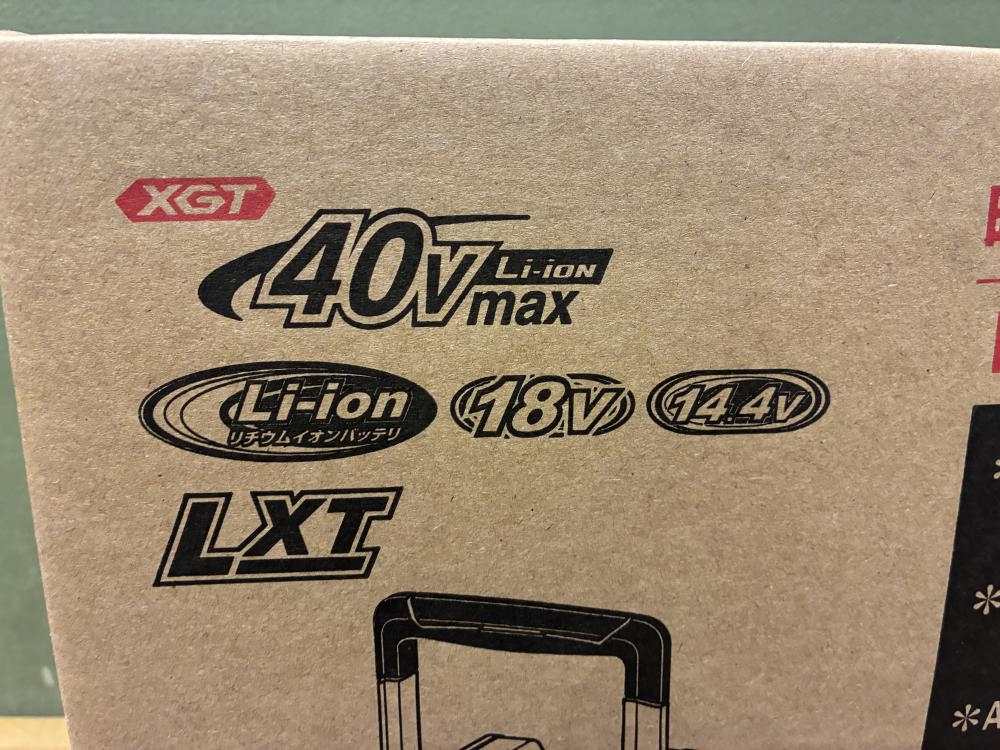 XGT
40V Li-ion
max
Li-ion 18V 14.4V
リチウムイオンバッテリ
LXT
*
*
*A